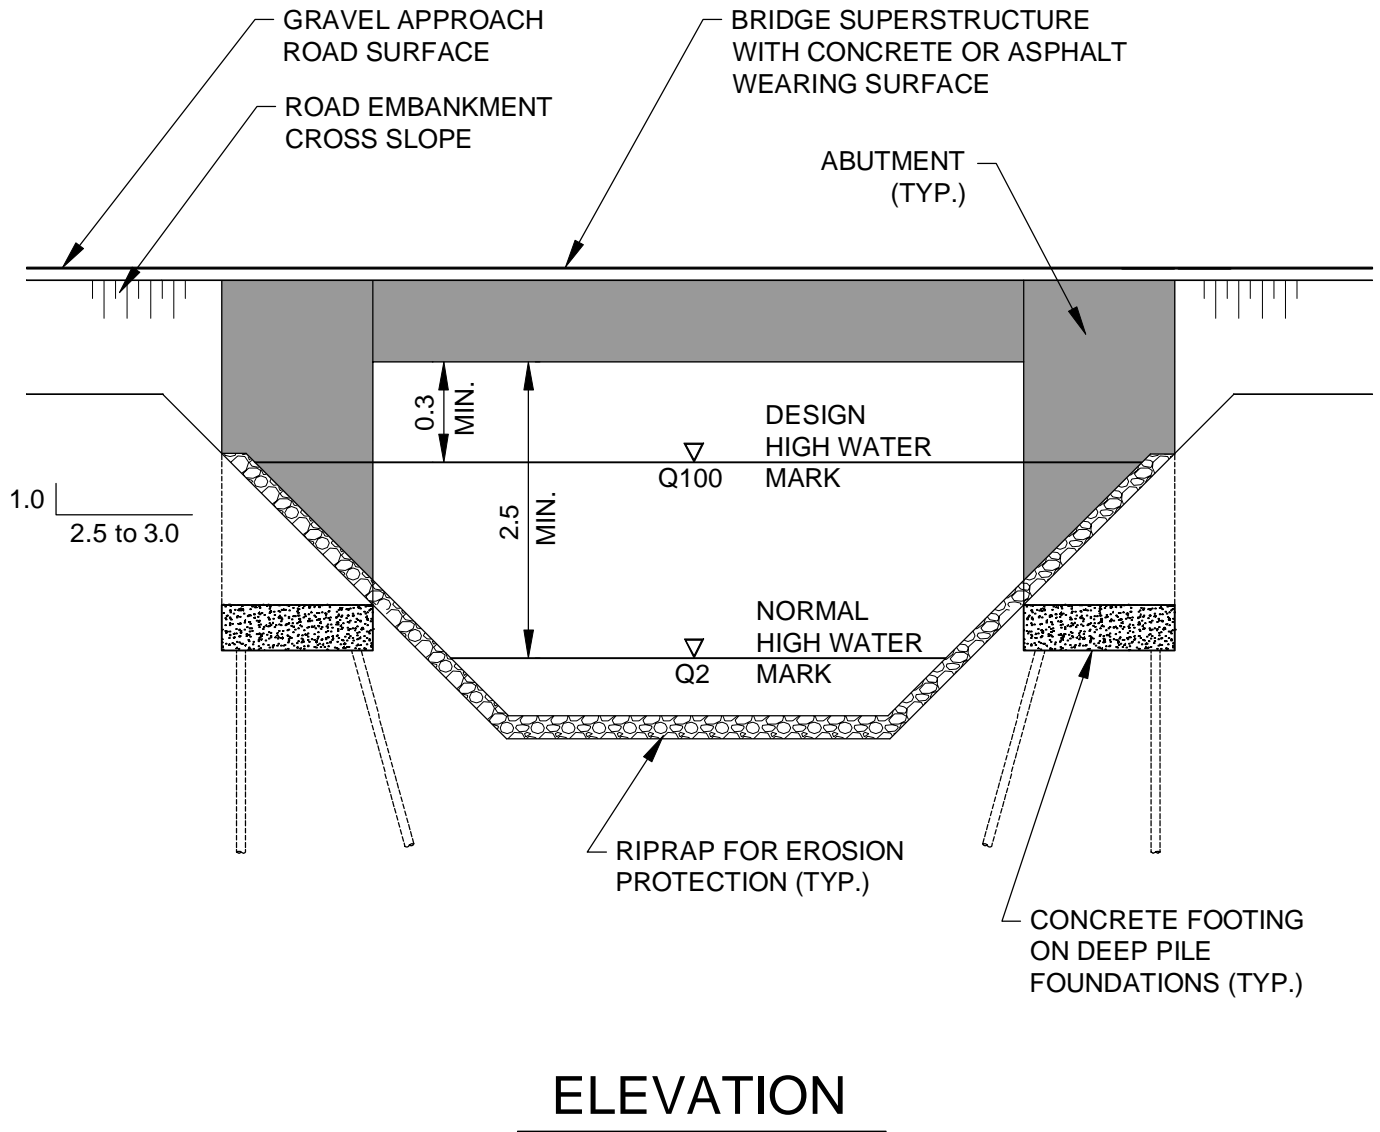 GRAVEL APPROACH
ROAD SURFACE
BRIDGE SUPERSTRUCTURE
WITH CONCRETE OR ASPHALT
WEARING SURFACE
ROAD EMBANKMENT
CROSS SLOPE
ABUTMENT
(TYP.)
0.3
MIN.
DESIGN
HIGH WATER
MARK
Q100
1.0
2.5 to 3.0
2.5
MIN.
NORMAL
HIGH WATER
MARK
Q2
RIPRAP FOR EROSION
PROTECTION (TYP.)
CONCRETE FOOTING
ON DEEP PILE
FOUNDATIONS (TYP.)
ELEVATION